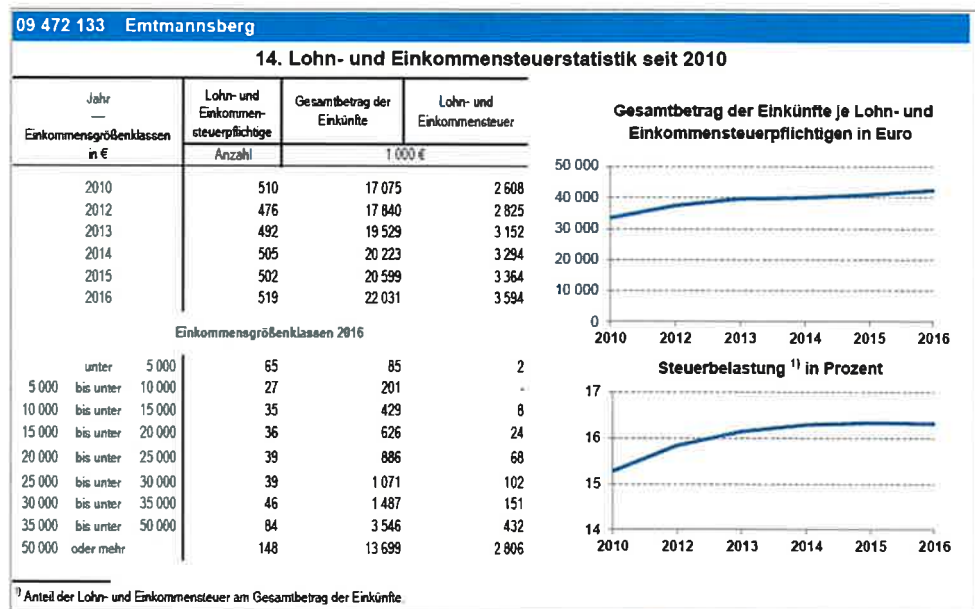 09 472 133 Emtmannsberg
14. Lohn- und Einkommensteuerstatistik seit 2010
Jahr
—
Einkommensgrößenklassen
in €
Lohn- und
Einkommen-
steuerpflichtige
Gesamtbetrag der
Einkünfte
Lohn- und
Einkommensteuer
Anzahl 1 000 €
2010 510 17 075 2 608
2012 476 17 840 2 825
2013 492 19 529 3 152
2014 505 20 223 3 294
2015 502 20 599 3 364
2016 519 22 031 3 594
Einkommensgrößenklassen 2016
unter 5 000 65 85 2
5 000 bis unter 10 000 27 201 -
10 000 bis unter 15 000 35 429 8
15 000 bis unter 20 000 36 626 24
20 000 bis unter 25 000 39 886 68
25 000 bis unter 30 000 39 1 071 102
30 000 bis unter 35 000 46 1 487 151
35 000 bis unter 50 000 84 3 546 432
50 000 oder mehr 148 13 699 2 806
Gesamtbetrag der Einkünfte je Lohn- und
Einkommensteuerpflichtigen in Euro
50 000
40 000
30 000
20 000
10 000
0
2010 2012 2013 2014 2015 2016
Steuerbelastung 1) in Prozent
17
16
15
14
2010 2012 2013 2014 2015 2016
1) Anteil der Lohn- und Einkommensteuer am Gesamtbetrag der Einkünfte.